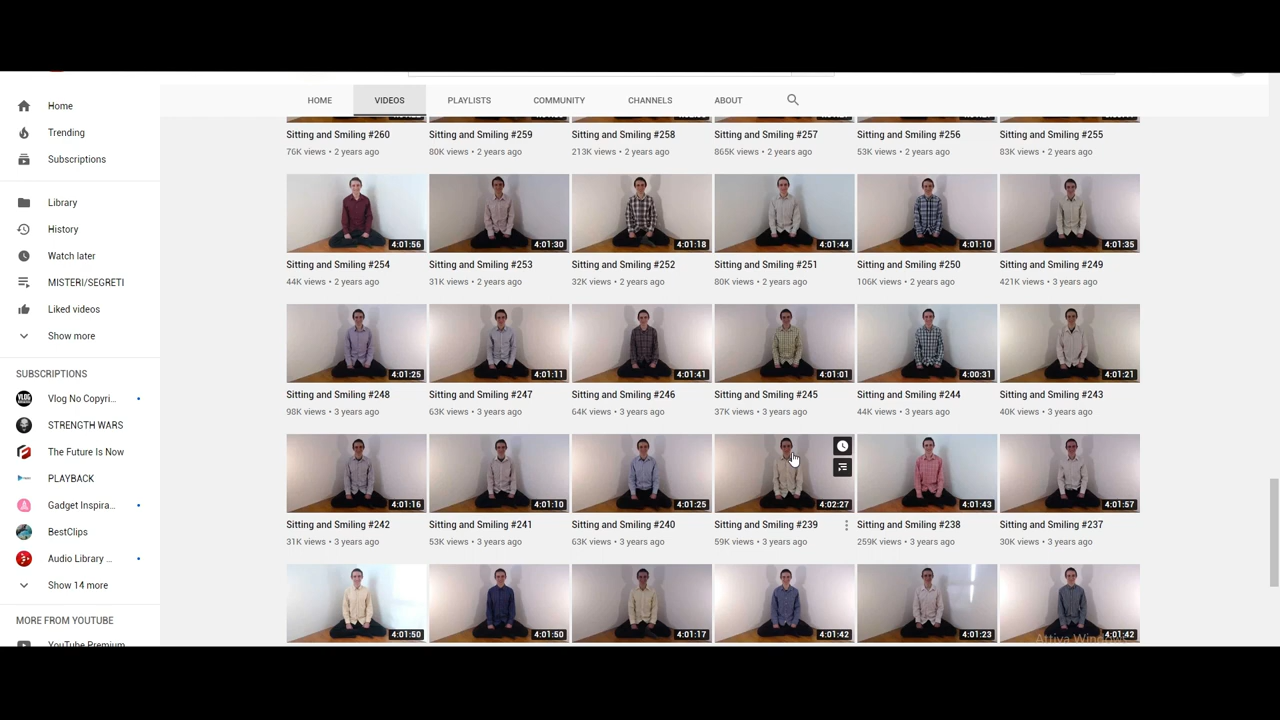 HOME VIDEOS PLAYLISTS COMMUNITY CHANNELS ABOUT
Home
Trending
Subscriptions
Library
History
Watch later
MISTERI/SEGRETI
Liked videos
Show more
SUBSCRIPTIONS
Vlog No Copyri...
STRENGTH WARS
The Future Is Now
PLAYBACK
Gadget Inspira...
BestClips
Audio Library ...
Show 14 more
MORE FROM YOUTUBE
YouTube Premium
Sitting and Smiling #260 Sitting and Smiling #259 Sitting and Smiling #258 Sitting and Smiling #257 Sitting and Smiling #256 Sitting and Smiling #255
76K views • 2 years ago 80K views • 2 years ago 213K views • 2 years ago 865K views • 2 years ago 53K views • 2 years ago 83K views • 2 years ago
4:01:56 4:01:30 4:01:18 4:01:44 4:01:10 4:01:35
Sitting and Smiling #254 Sitting and Smiling #253 Sitting and Smiling #252 Sitting and Smiling #251 Sitting and Smiling #250 Sitting and Smiling #249
44K views • 2 years ago 31K views • 2 years ago 32K views • 2 years ago 80K views • 2 years ago 106K views • 2 years ago 421K views • 3 years ago
4:01:25 4:01:11 4:01:41 4:01:01 4:00:31 4:01:21
Sitting and Smiling #248 Sitting and Smiling #247 Sitting and Smiling #246 Sitting and Smiling #245 Sitting and Smiling #244 Sitting and Smiling #243
98K views • 3 years ago 63K views • 3 years ago 64K views • 3 years ago 37K views • 3 years ago 44K views • 3 years ago 40K views • 3 years ago
4:01:16 4:01:10 4:01:25 4:02:27 4:01:43 4:01:57
Sitting and Smiling #242 Sitting and Smiling #241 Sitting and Smiling #240 Sitting and Smiling #239 Sitting and Smiling #238 Sitting and Smiling #237
31K views • 3 years ago 53K views • 3 years ago 63K views • 3 years ago 59K views • 3 years ago 259K views • 3 years ago 30K views • 3 years ago
4:01:50 4:01:50 4:01:17 4:01:42 4:01:23 4:01:42
Attiva Windows